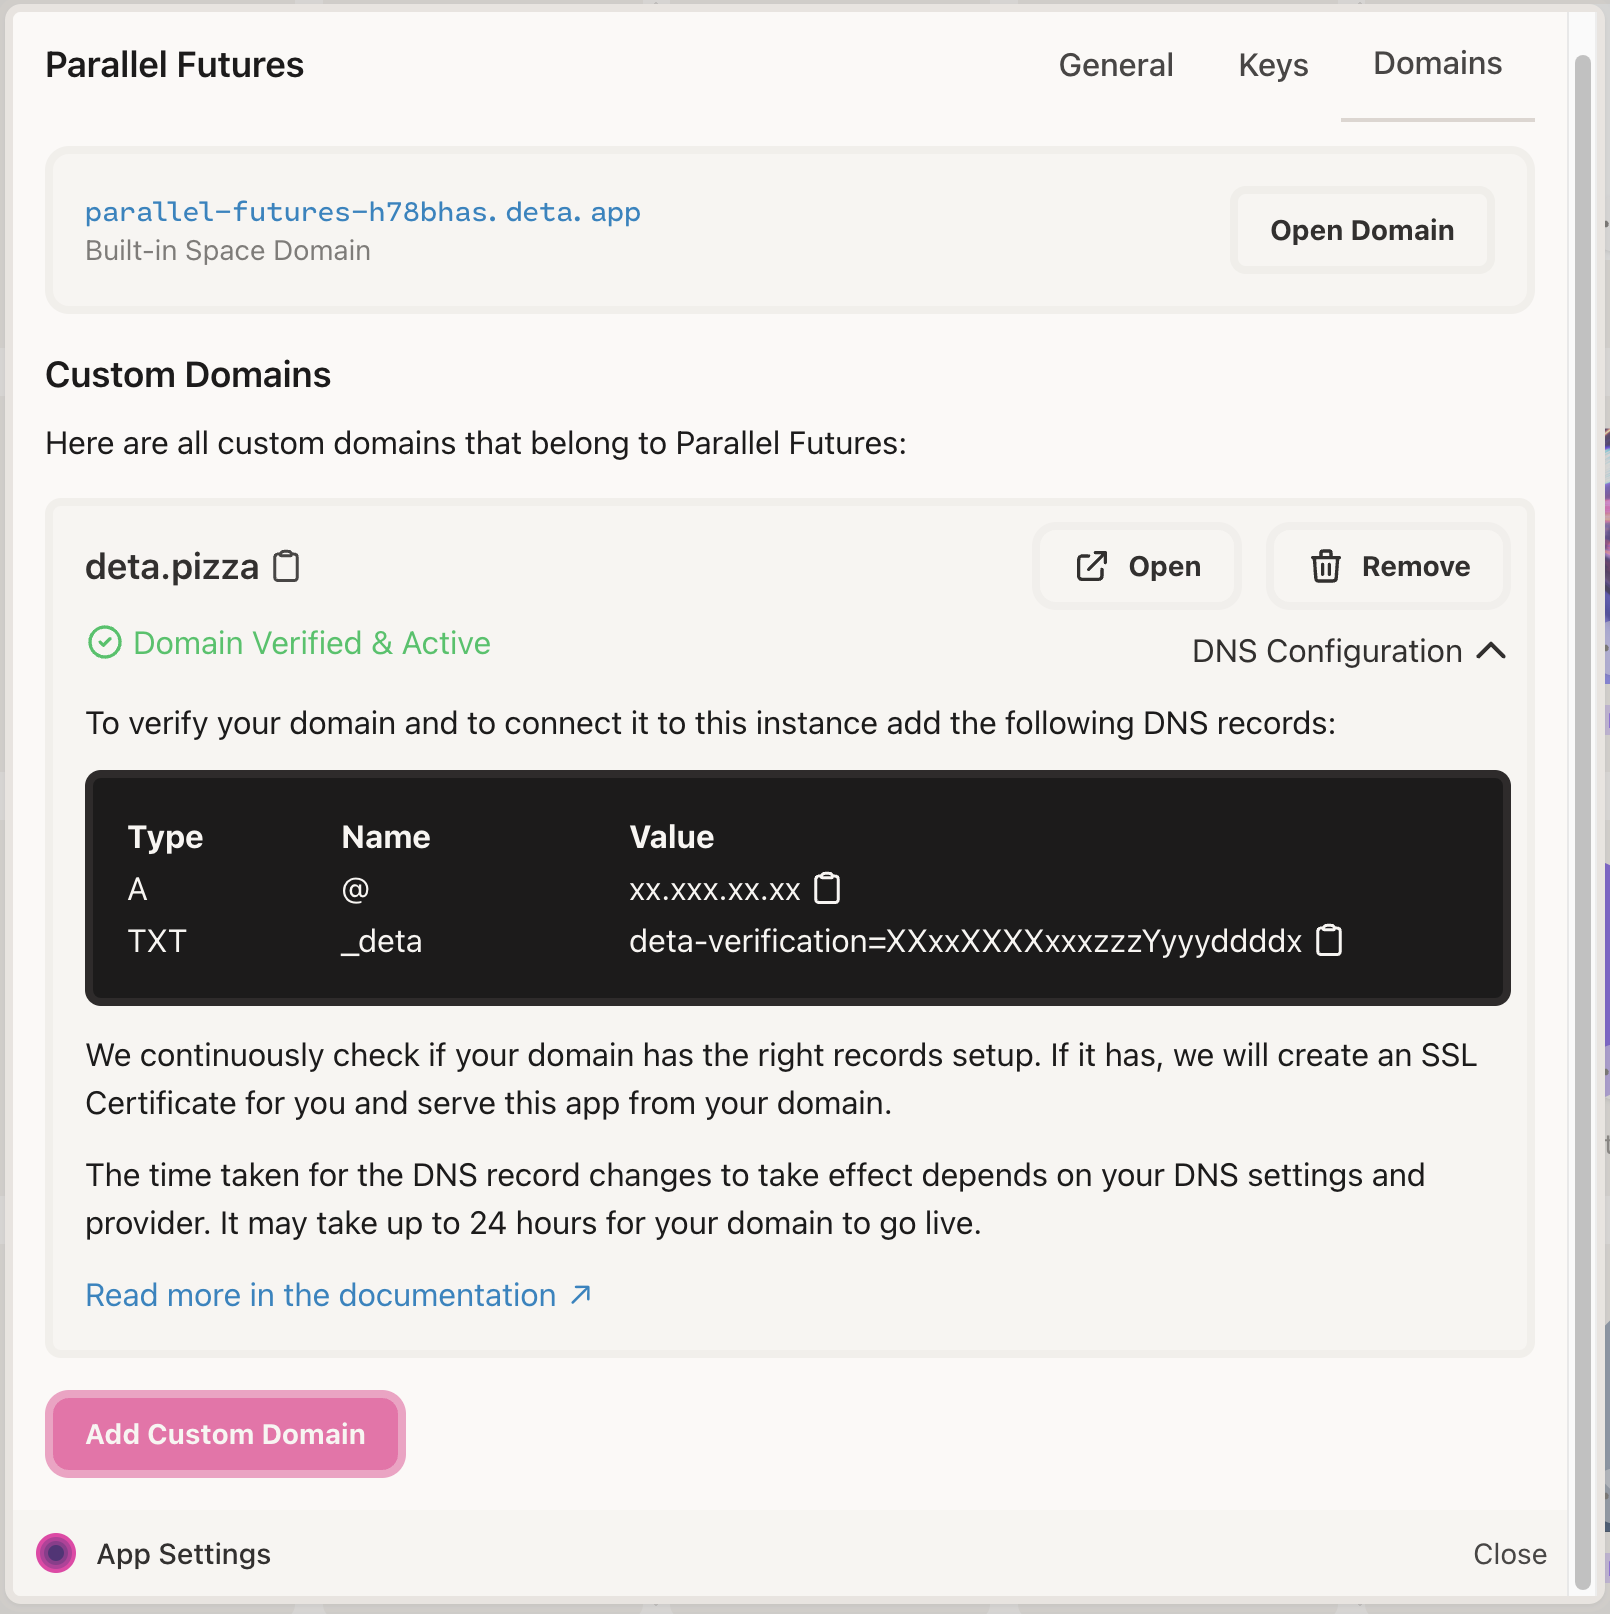 Parallel Futures
General
Keys
Domains
parallel-futures-h78bhas.deta.app
Built-in Space Domain
Open Domain
Custom Domains
Here are all custom domains that belong to Parallel Futures:
deta.pizza
Open
Remove
Domain Verified & Active
DNS Configuration
To verify your domain and to connect it to this instance add the following DNS records:
Type Name Value
A @ xx.xxx.xx.xx
TXT _deta deta-verification=XXxxXXXXxxxzzzYyyyddddx
We continuously check if your domain has the right records setup. If it has, we will create an SSL
Certificate for you and serve this app from your domain.
The time taken for the DNS record changes to take effect depends on your DNS settings and
provider. It may take up to 24 hours for your domain to go live.
Read more in the documentation ↗
Add Custom Domain
App Settings
Close